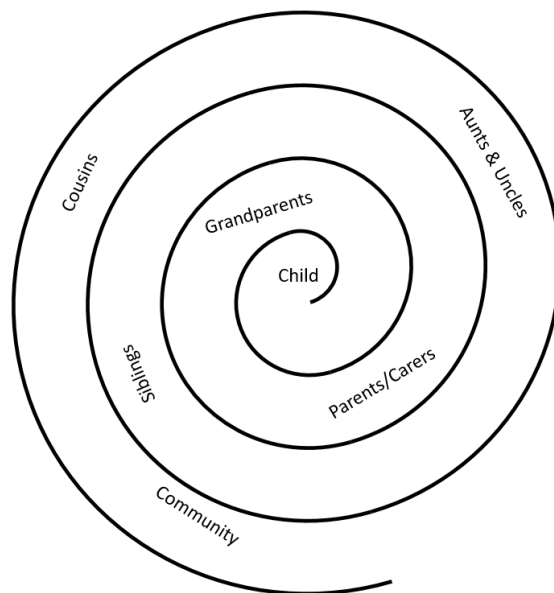 Aunts & Uncles
Cousins
Grandparents
Child
Siblings
Parents/Carers
Community